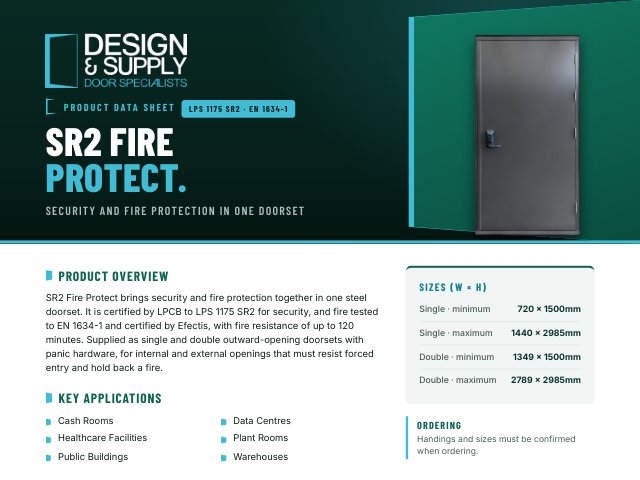 DESIGN
& SUPPLY
DOOR SPECIALISTS
PRODUCT DATA SHEET LPS 1175 SR2 · EN 1634-1
SR2 FIRE
PROTECT.
SECURITY AND FIRE PROTECTION IN ONE DOORSET
PRODUCT OVERVIEW
SR2 Fire Protect brings security and fire protection together in one steel
doorset. It is certified by LPCB to LPS 1175 SR2 for security, and fire tested
to EN 1634-1 and certified by Efectis, with fire resistance of up to 120
minutes. Supplied as single and double outward-opening doorsets with
panic hardware, for internal and external openings that must resist forced
entry and hold back a fire.
KEY APPLICATIONS
Cash Rooms Data Centres
Healthcare Facilities Plant Rooms
Public Buildings Warehouses
SIZES (W × H)
Single · minimum 720 × 1500mm
Single · maximum 1440 × 2985mm
Double · minimum 1349 × 1500mm
Double · maximum 2789 × 2985mm
ORDERING
Handings and sizes must be confirmed
when ordering.